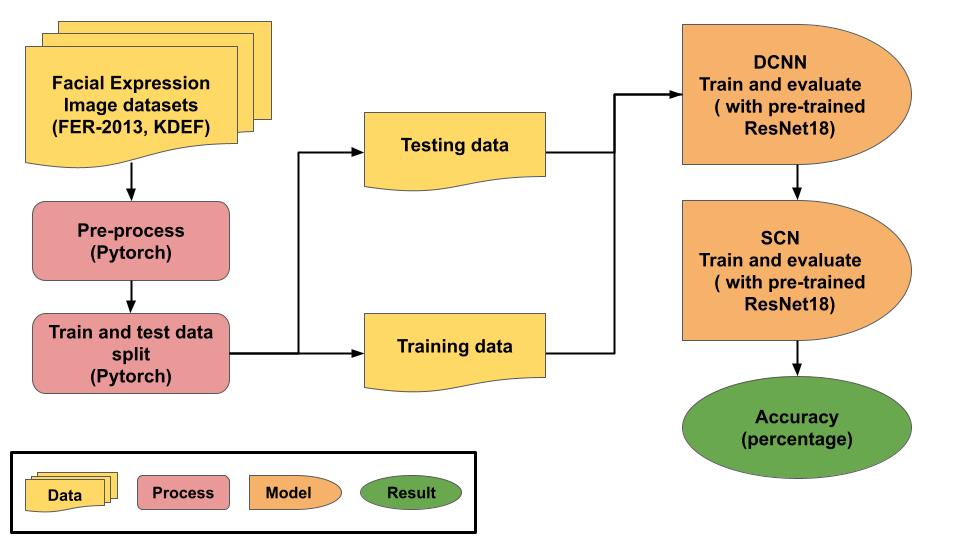 Facial Expression
Image datasets
(FER-2013, KDEF)
Pre-process
(Pytorch)
Train and test data
split
(Pytorch)
Testing data
Training data
DCNN
Train and evaluate
( with pre-trained
ResNet18)
SCN
Train and evaluate
( with pre-trained
ResNet18)
Accuracy
(percentage)
Data
Process
Model
Result